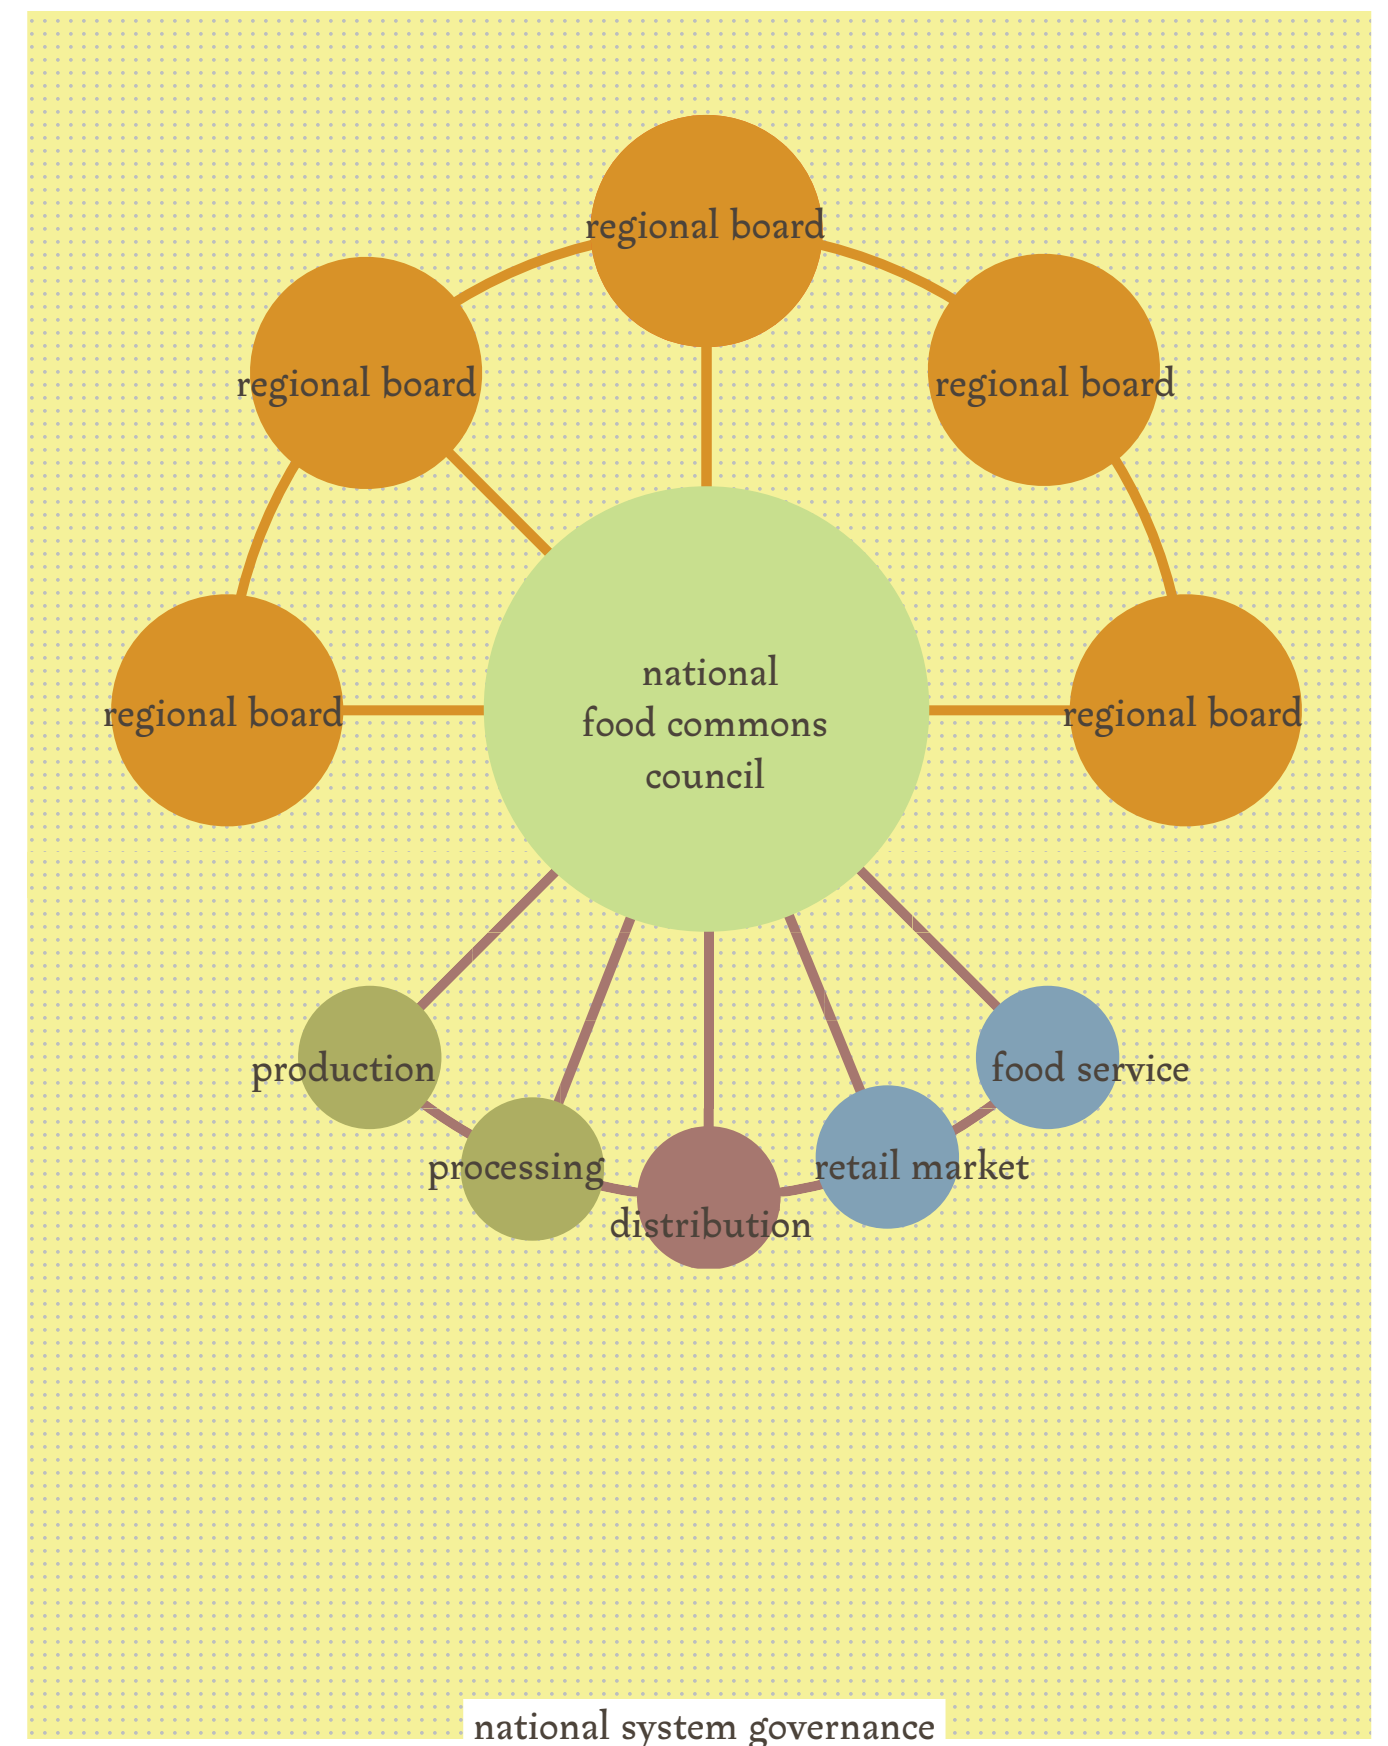 regional board
regional board
regional board
regional board
regional board
national
food commons
council
production
food service
processing
retail market
distribution
national system governance